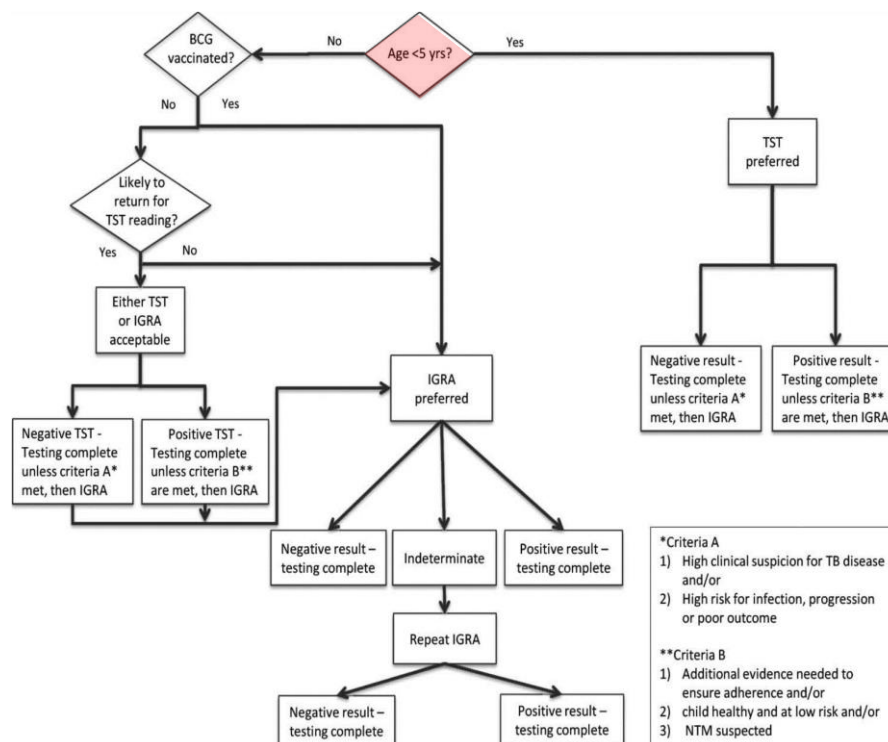 BCG
vaccinated?
No
Age <5 yrs?
Yes
No
Yes
TST
preferred
Likely to
return for
TST reading?
Yes
No
Either TST
or IGRA
acceptable
IGRA
preferred
Negative result -
Testing complete
unless criteria A*
met, then IGRA
Positive result -
Testing complete
unless criteria B**
are met, then IGRA
Negative TST -
Testing complete
unless criteria A*
met, then IGRA
Positive TST -
Testing complete
unless criteria B**
are met, then IGRA
Negative result –
testing complete
Indeterminate
Positive result –
testing complete
Repeat IGRA
Negative result –
testing complete
Positive result –
testing complete
*Criteria A
1) High clinical suspicion for TB disease
and/or
2) High risk for infection, progression
or poor outcome
**Criteria B
1) Additional evidence needed to
ensure adherence and/or
2) child healthy and at low risk and/or
3) NTM suspected